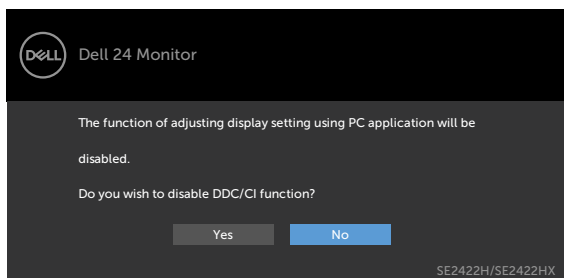 DELL
Dell 24 Monitor
The function of adjusting display setting using PC application will be
disabled.
Do you wish to disable DDC/CI function?
Yes No
SE2422H/SE2422HX